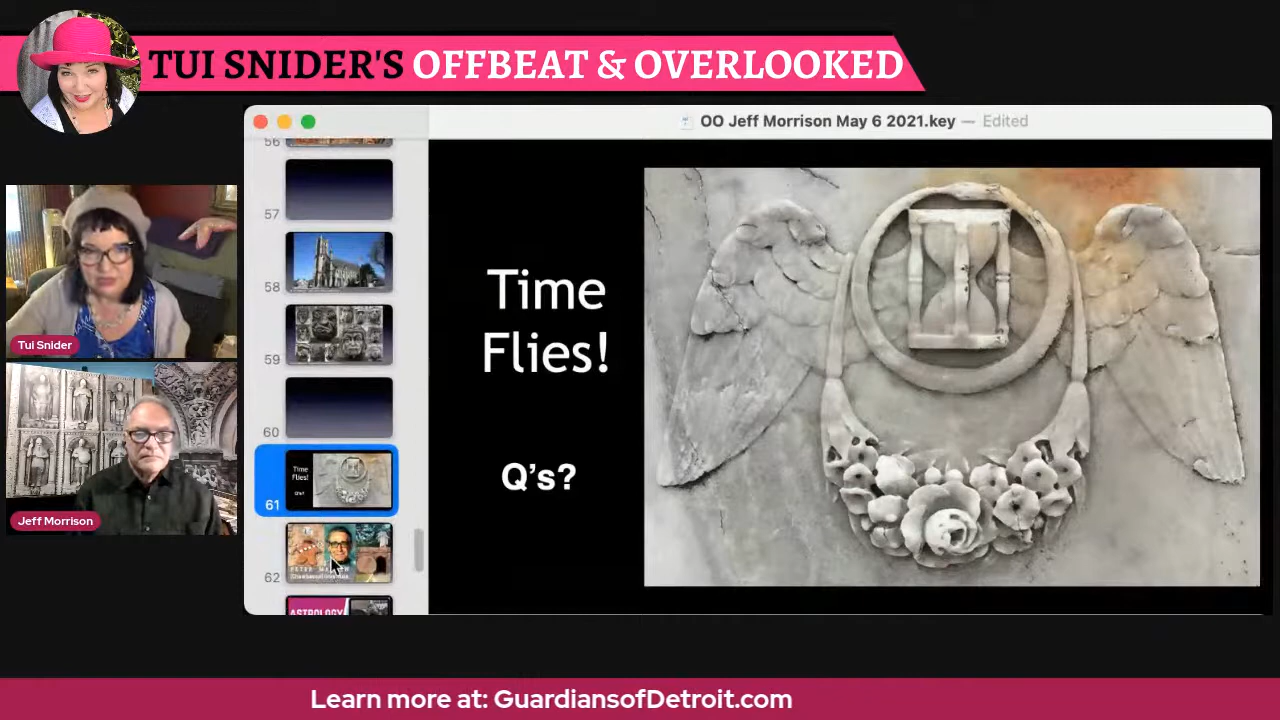 TUI SNIDER'S OFFBEAT & OVERLOOKED
OO Jeff Morrison May 6 2021.key — Edited
56
57
58
59
60
61
62
Time
Flies!
Q's?
Time
Flies!
Q's?
ASTROLOGY
Tui Snider
Jeff Morrison
Learn more at: GuardiansofDetroit.com